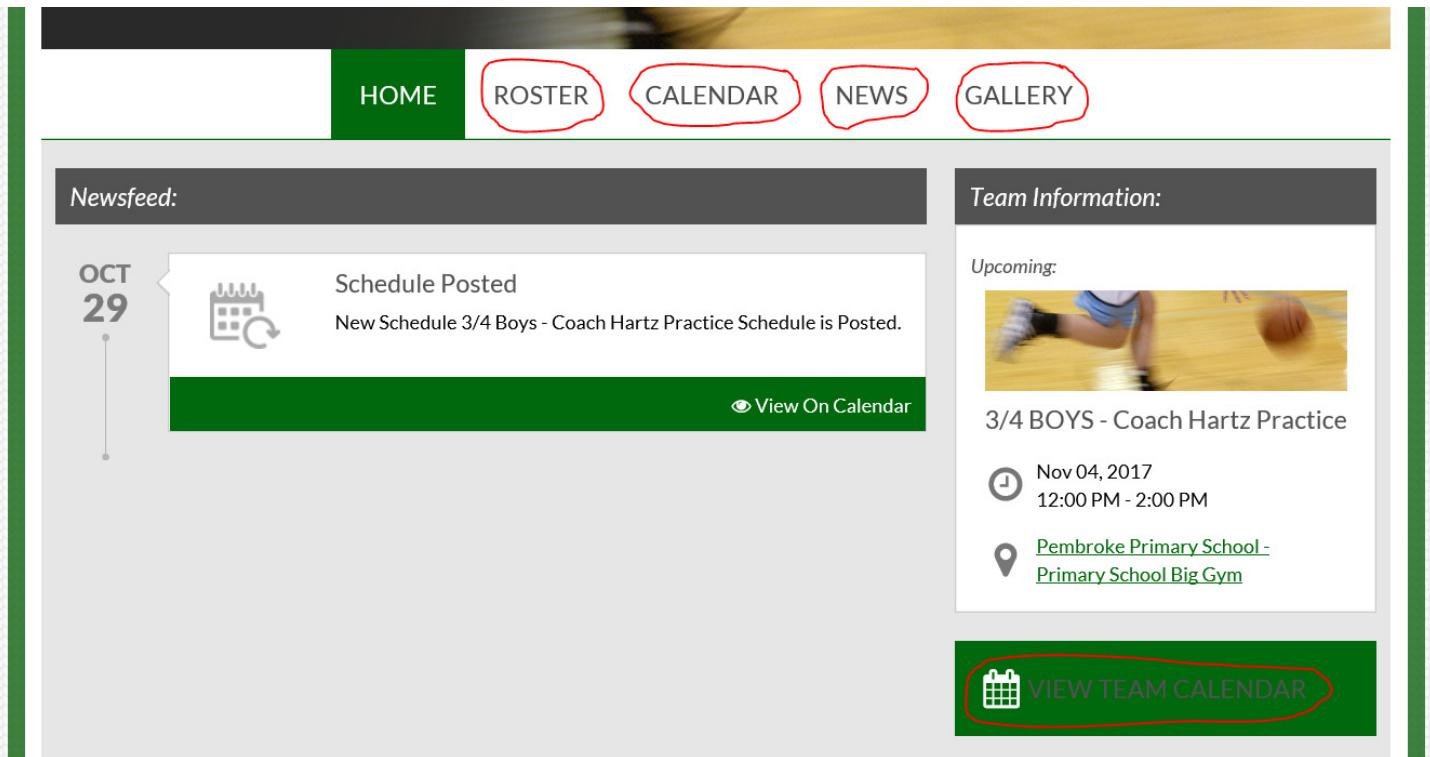 HOME ROSTER CALENDAR NEWS GALLERY
Newsfeed:
OCT
29
Schedule Posted
New Schedule 3/4 Boys - Coach Hartz Practice Schedule is Posted.
View On Calendar
Team Information:
Upcoming:
3/4 BOYS - Coach Hartz Practice
Nov 04, 2017
12:00 PM - 2:00 PM
Pembroke Primary School -
Primary School Big Gym
VIEW TEAM CALENDAR